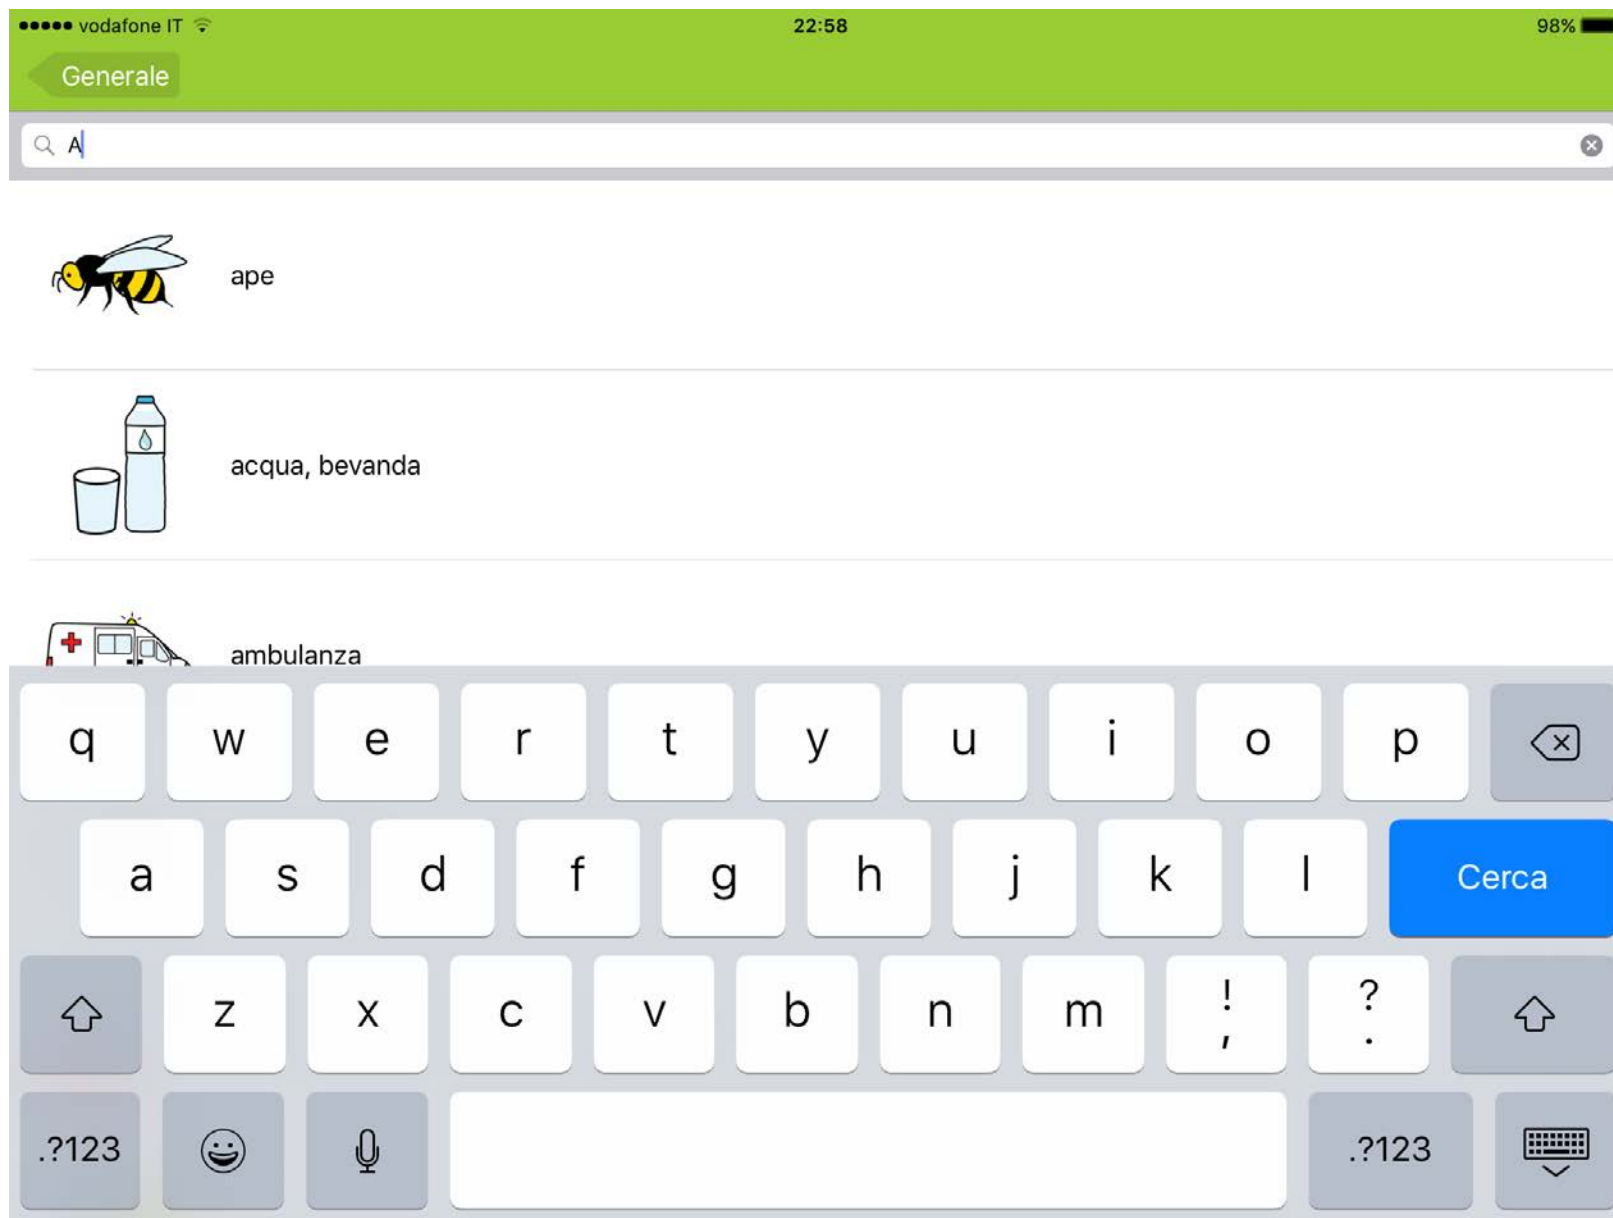 vodafone IT 22:58 98%
Generale
A
ape
acqua, bevanda
ambulanza
q w e r t y u i o p
a s d f g h j k l Cerca
z x c v b n m ! , ? .
.?123 .?123